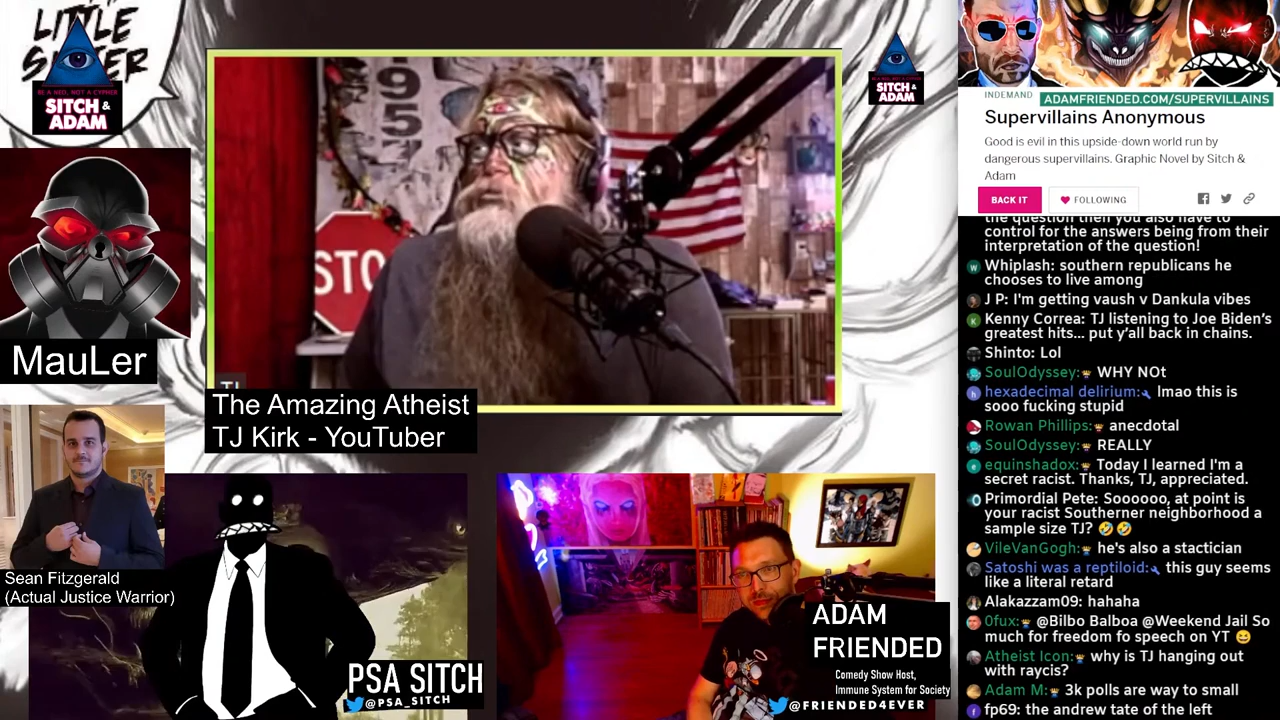 LITTLE
SISTER
BE A NEO, NOT A CYPHER
SITCH &
ADAM
MauLer
Sean Fitzgerald
(Actual Justice Warrior)
1957
STO
TJ
The Amazing Atheist
TJ Kirk - YouTuber
SITCH &
ADAM
PSA SITCH
@PSA_SITCH
ADAM
FRIENDED
Comedy Show Host,
Immune System for Society
@FRIENDED4EVER
INDEMAND
ADAMFRIENDED.COM/SUPERVILLAINS
Supervillains Anonymous
Good is evil in this upside-down world run by
dangerous supervillains. Graphic Novel by Sitch &
Adam
BACK IT
FOLLOWING
the question then you also have to
control for the answers being from their
interpretation of the question!
Whiplash: southern republicans he
chooses to live among
J P: I'm getting vaush v Dankula vibes
Kenny Correa: TJ listening to Joe Biden's
greatest hits... put y'all back in chains.
Shinto: Lol
SoulOdyssey: WHY NOt
hexadecimal delirium: lmao this is
sooo fucking stupid
Rowan Phillips: anecdotal
SoulOdyssey: REALLY
equinshadox: Today I learned I'm a
secret racist. Thanks, TJ, appreciated.
Primordial Pete: Soooooo, at point is
your racist Southerner neighborhood a
sample size TJ? 🤣🤣
VileVanGogh: he's also a stactician
Satoshi was a reptiloid: this guy seems
like a literal retard
Alakazzam09: hahaha
0fux: @Bilbo Balboa @Weekend Jail So
much for freedom fo speech on YT 😄
Atheist Icon: why is TJ hanging out
with raycis?
Adam M: 3k polls are way to small
fp69: the andrew tate of the left